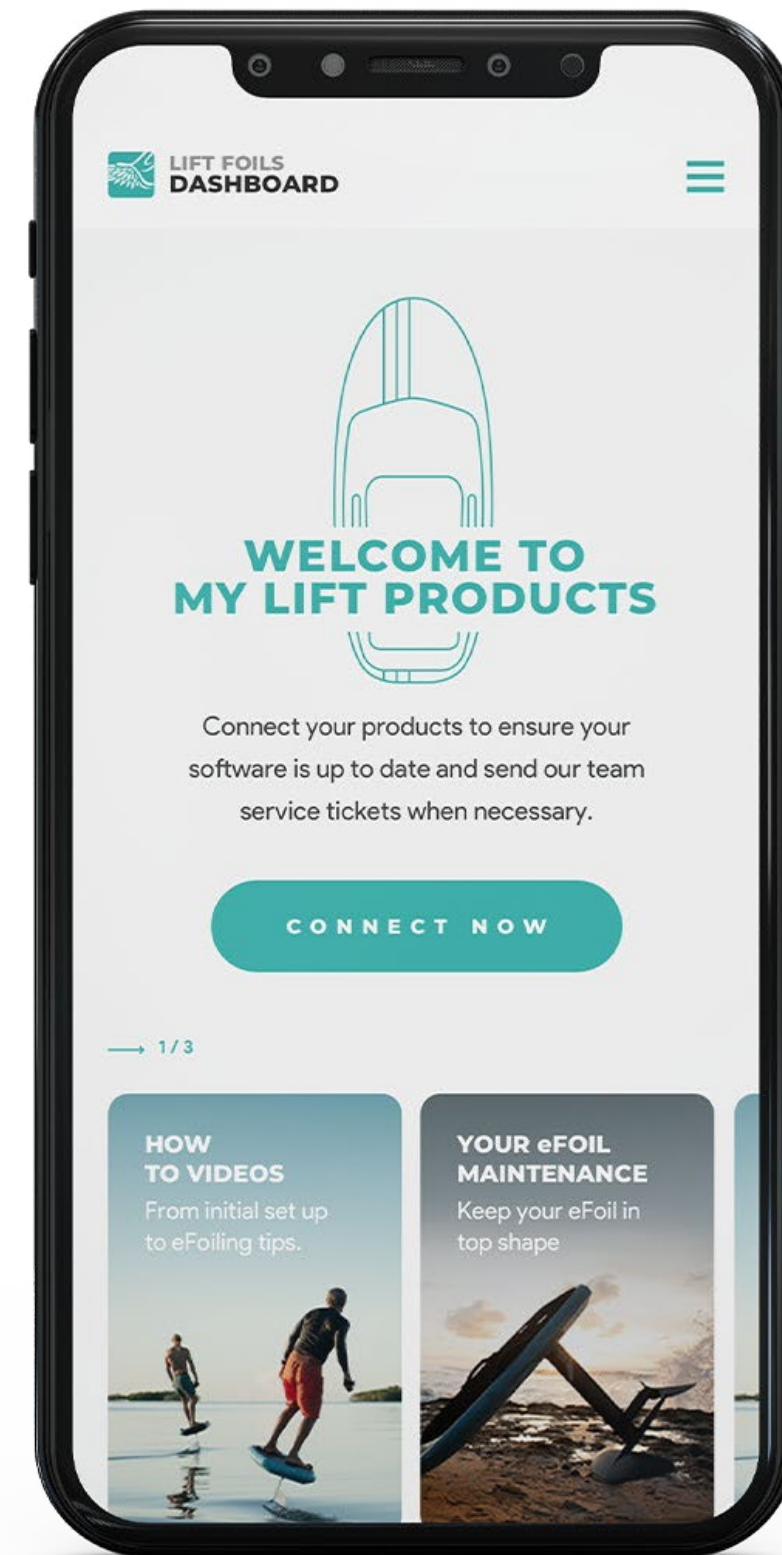 LIFT FOILS
DASHBOARD
WELCOME TO
MY LIFT PRODUCTS
Connect your products to ensure your
software is up to date and send our team
service tickets when necessary.
CONNECT NOW
1/3
HOW
TO VIDEOS
From initial set up
to eFoiling tips.
YOUR eFOIL
MAINTENANCE
Keep your eFoil in
top shape